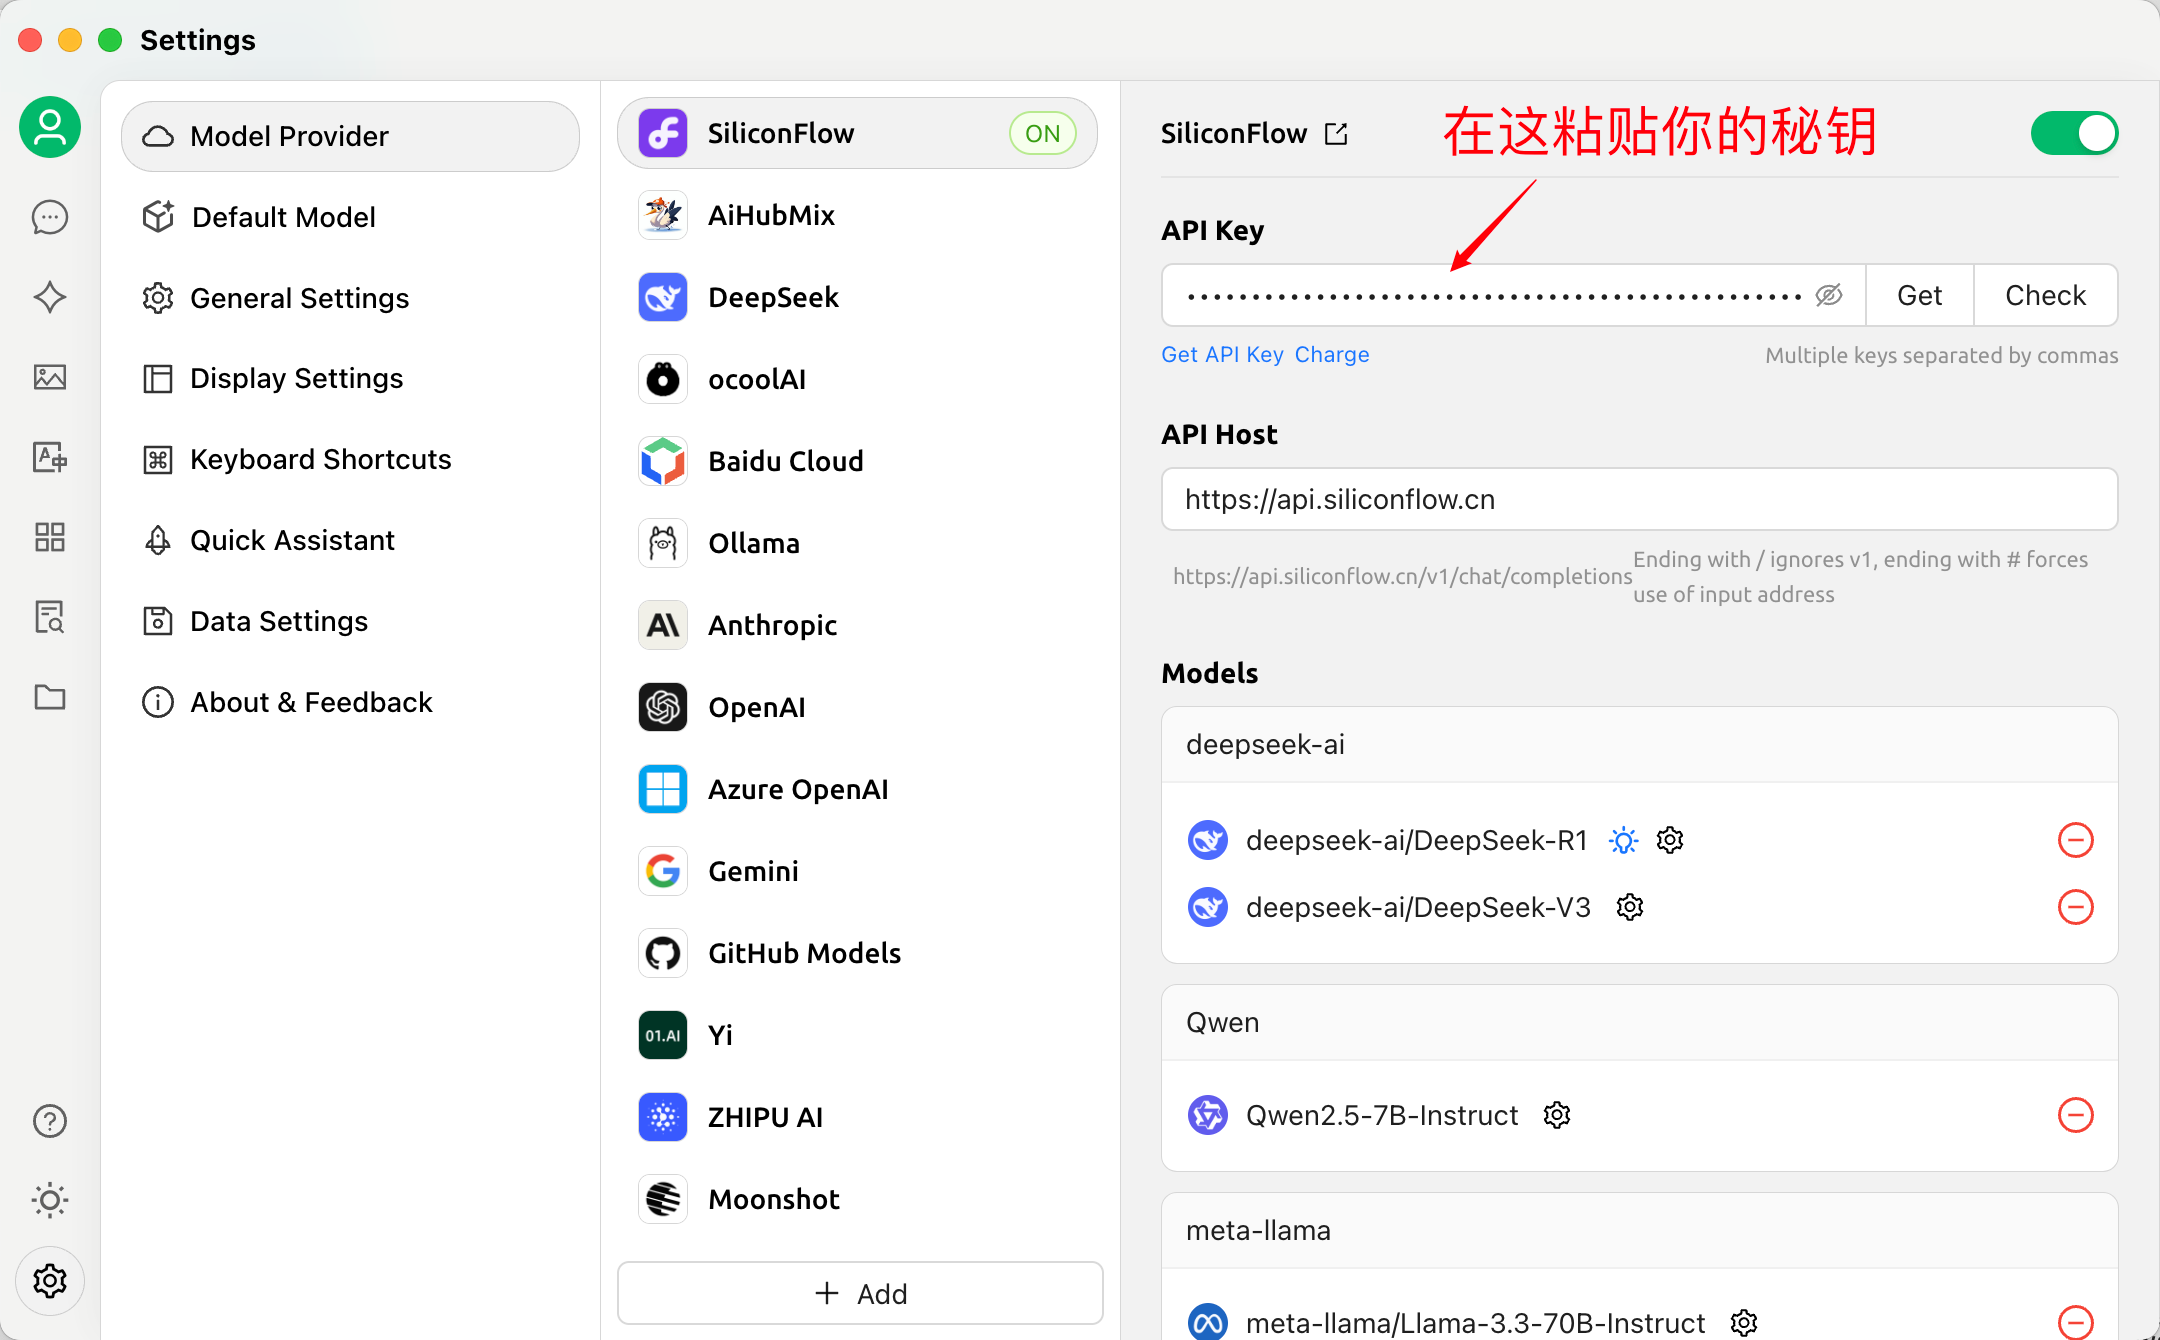 Settings
Model Provider
Default Model
General Settings
Display Settings
Keyboard Shortcuts
Quick Assistant
Data Settings
About & Feedback
SiliconFlow ON
AiHubMix
DeepSeek
ocoolAI
Baidu Cloud
Ollama
Anthropic
OpenAI
Azure OpenAI
Gemini
GitHub Models
01.AI Yi
ZHIPU AI
Moonshot
+ Add
SiliconFlow
在这粘贴你的秘钥
API Key
Get Check
Get API Key Charge
Multiple keys separated by commas
API Host
https://api.siliconflow.cn
https://api.siliconflow.cn/v1/chat/completions
Ending with / ignores v1, ending with # forces
use of input address
Models
deepseek-ai
deepseek-ai/DeepSeek-R1
deepseek-ai/DeepSeek-V3
Qwen
Qwen2.5-7B-Instruct
meta-llama
meta-llama/Llama-3.3-70B-Instruct